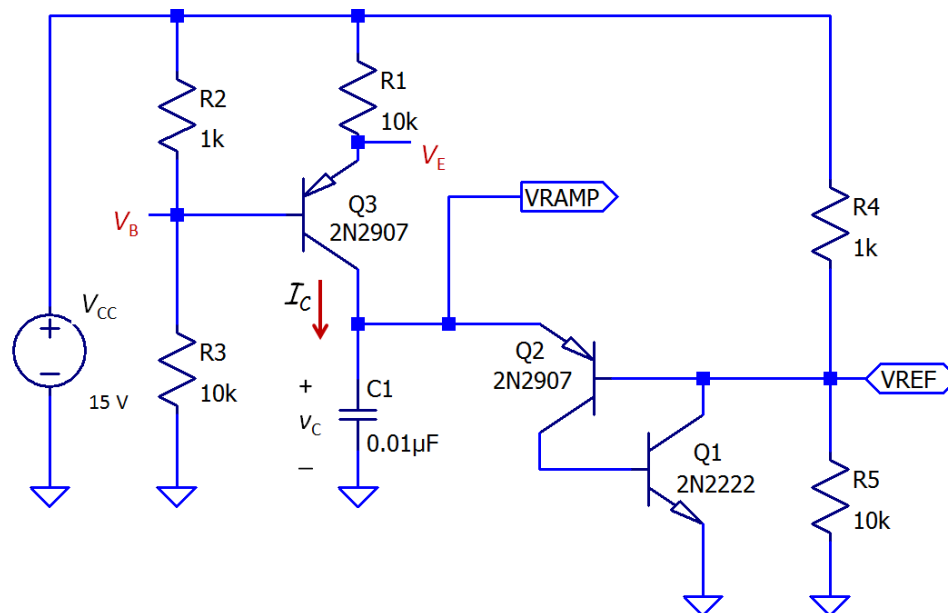 R2
1k
R1
10k
V_E
VRAMP
Q3
2N2907
V_B
R4
1k
I_C
V_CC
+
−
15 V
R3
10k
+
v_C
−
C1
0.01µF
Q2
2N2907
VREF
Q1
2N2222
R5
10k